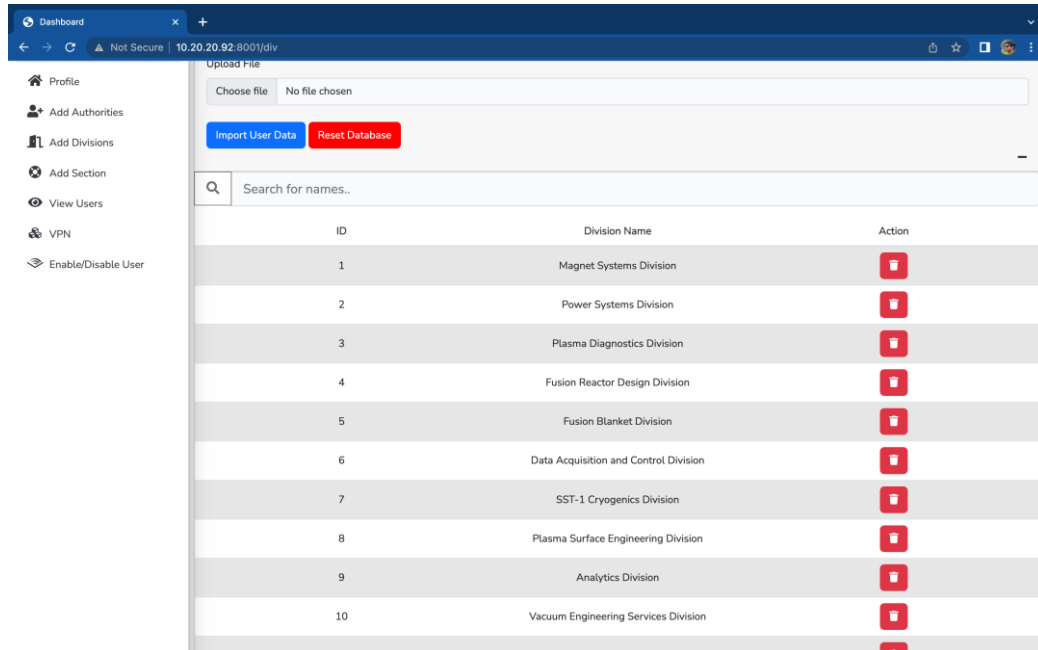 Dashboard
Not Secure 10.20.20.92:8001/div
Profile
Add Authorities
Add Divisions
Add Section
View Users
VPN
Enable/Disable User
Upload File
Choose file No file chosen
Import User Data Reset Database
Search for names..
ID Division Name Action
1 Magnet Systems Division
2 Power Systems Division
3 Plasma Diagnostics Division
4 Fusion Reactor Design Division
5 Fusion Blanket Division
6 Data Acquisition and Control Division
7 SST-1 Cryogenics Division
8 Plasma Surface Engineering Division
9 Analytics Division
10 Vacuum Engineering Services Division